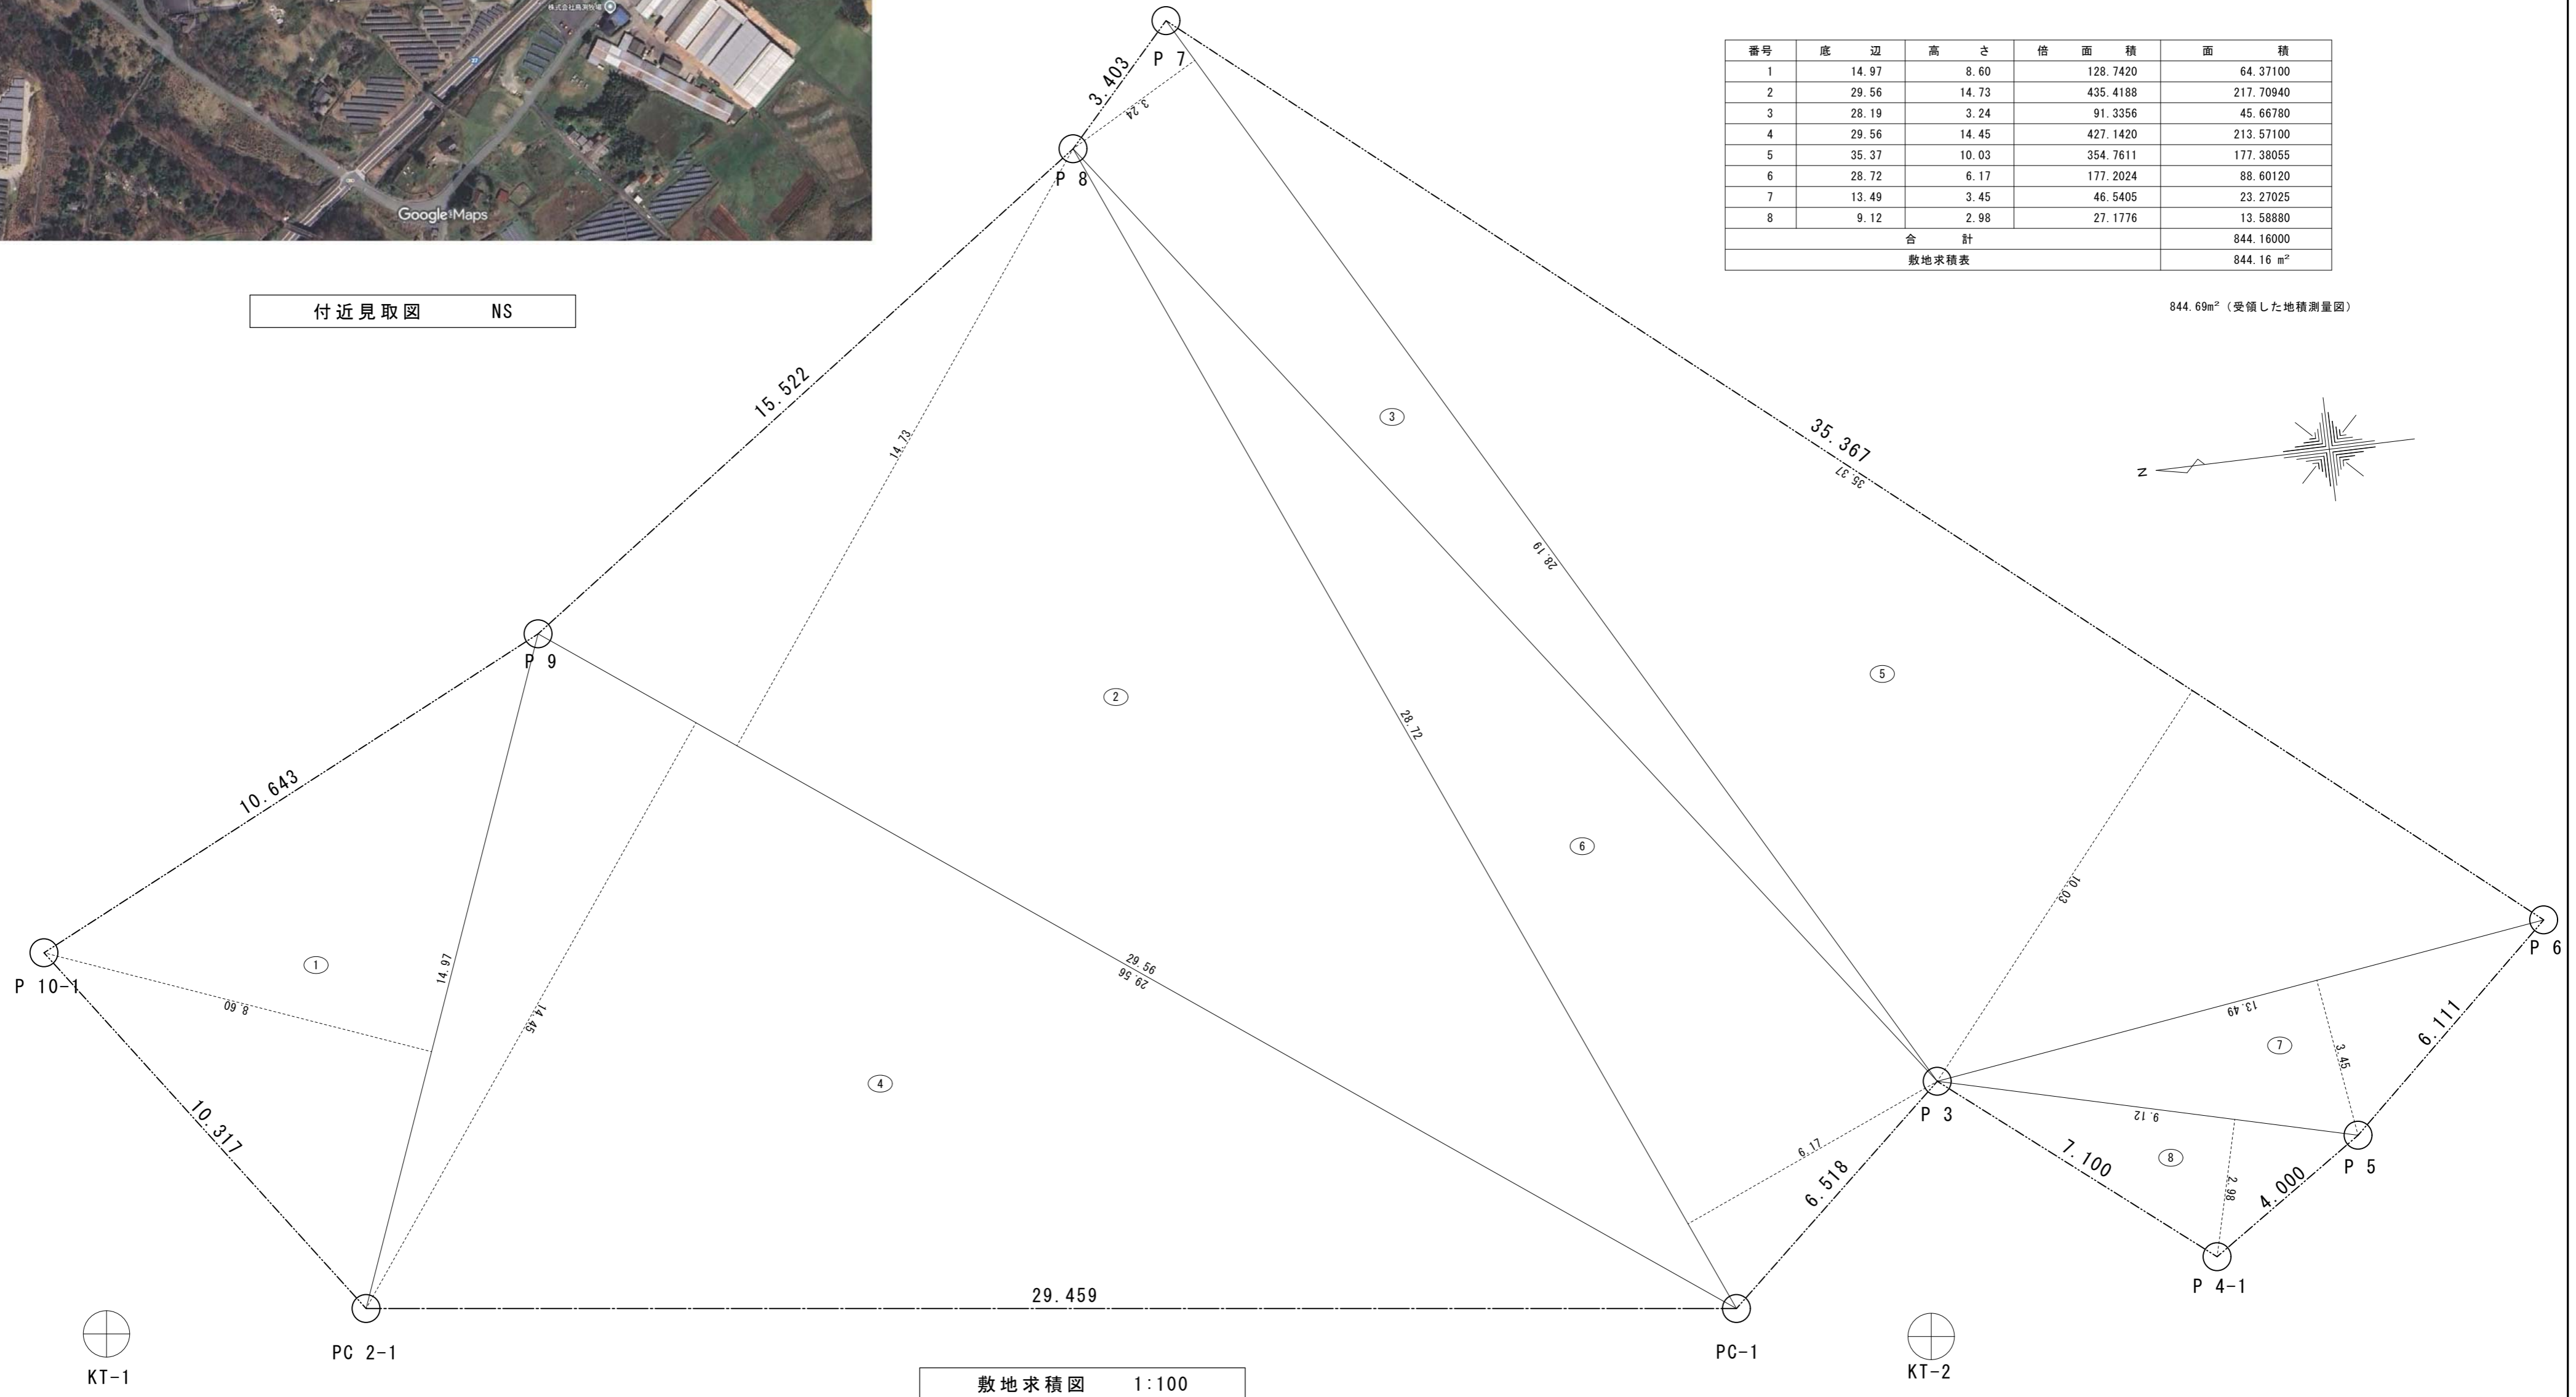 株式会社鳥渕牧場
Google Maps
付近見取図 NS
番号 底辺 高さ 倍面積 面積
1 14.97 8.60 128.7420 64.37100
2 29.56 14.73 435.4188 217.70940
3 28.19 3.24 91.3356 45.66780
4 29.56 14.45 427.1420 213.57100
5 35.37 10.03 354.7611 177.38055
6 28.72 6.17 177.2024 88.60120
7 13.49 3.45 46.5405 23.27025
8 9.12 2.98 27.1776 13.58880
合計 844.16000
敷地求積表 844.16 m²
844.69m²（受領した地積測量図）
N
P 7
3.403
3.24
P 8
15.522
14.73
3
35.367
35.37
28.19
P 9
2
5
28.72
10.643
6
10.03
P 6
P 10-1
1
14.97
29.56
29.56
8.60
14.45
13.49
6.111
7
3.45
4
10.317
P 3
9.12
6.17
6.518
7.100
8
P 5
2.98
4.000
P 4-1
29.459
PC 2-1
PC-1
KT-1
KT-2
敷地求積図 1:100